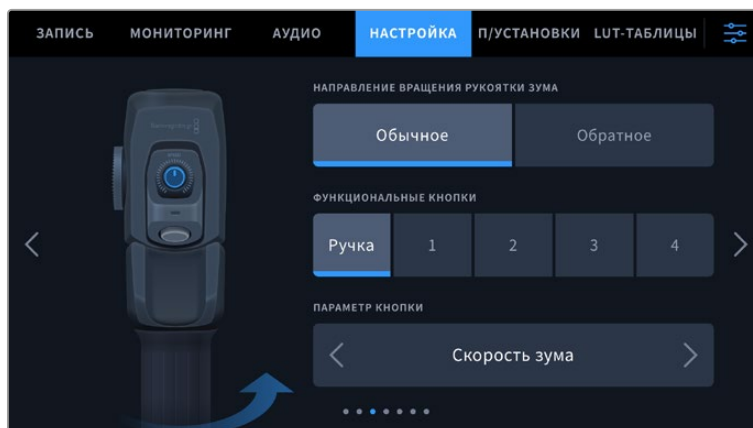 ЗАПИСЬ МОНИТОРИНГ АУДИО НАСТРОЙКА П/УСТАНОВКИ LUT-ТАБЛИЦЫ
НАПРАВЛЕНИЕ ВРАЩЕНИЯ РУКОЯТКИ ЗУМА
Обычное Обратное
ФУНКЦИОНАЛЬНЫЕ КНОПКИ
Ручка 1 2 3 4
ПАРАМЕТР КНОПКИ
Скорость зума